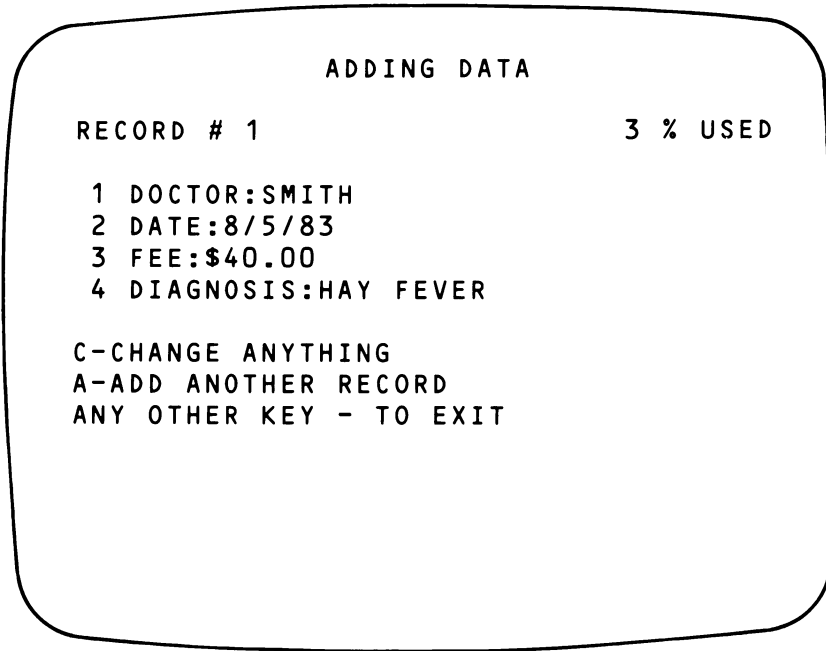 ADDING DATA
RECORD # 1 3 % USED
1 DOCTOR:SMITH
2 DATE:8/5/83
3 FEE:$40.00
4 DIAGNOSIS:HAY FEVER
C-CHANGE ANYTHING
A-ADD ANOTHER RECORD
ANY OTHER KEY - TO EXIT